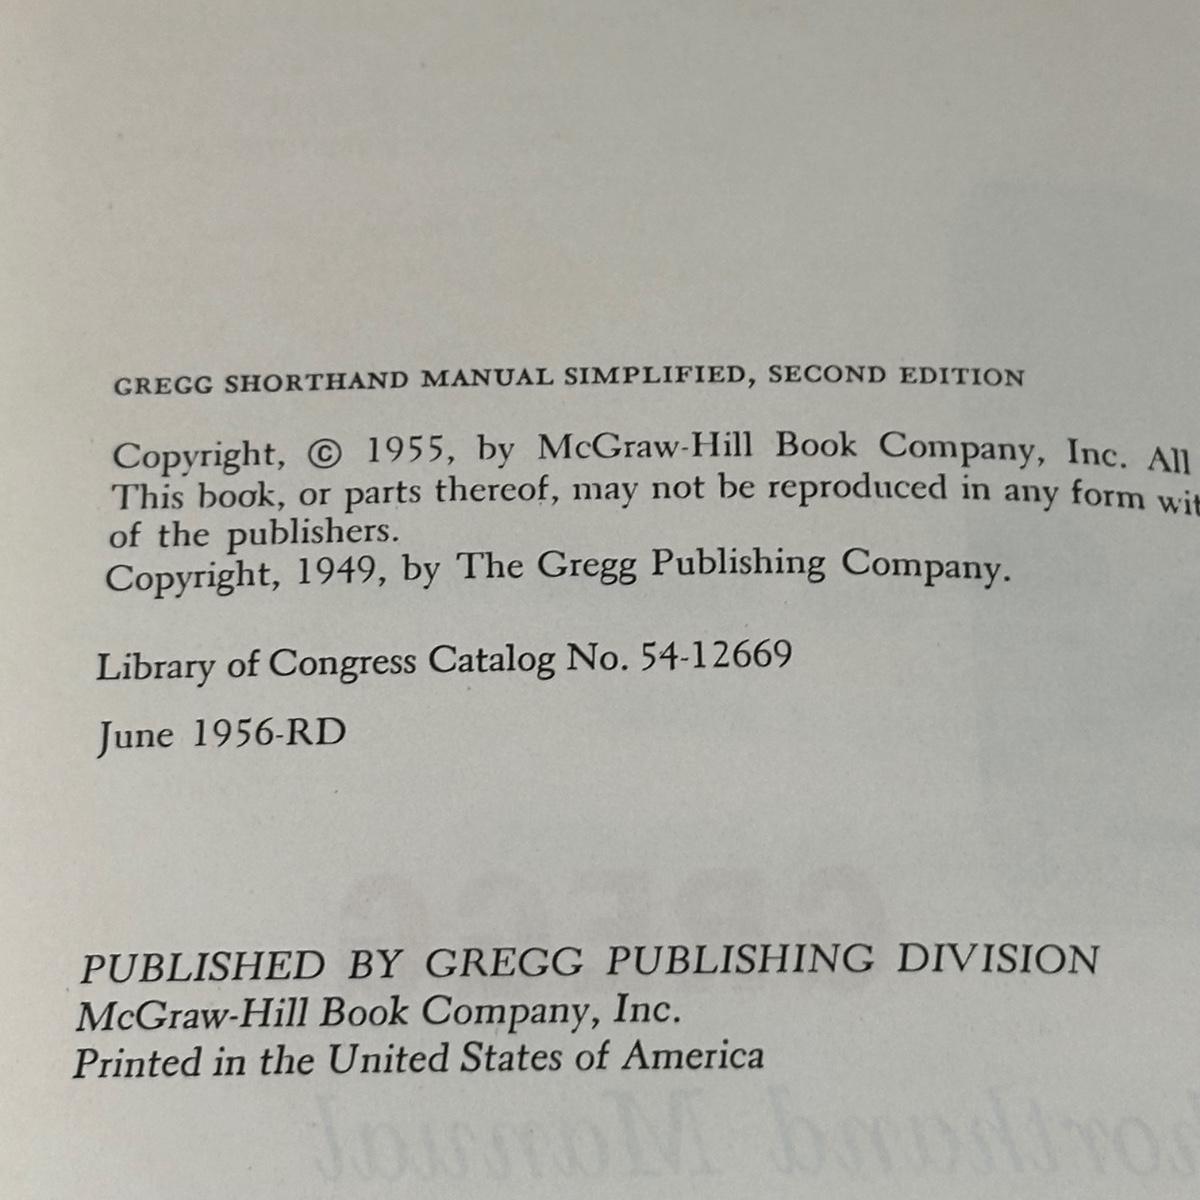 GREGG SHORTHAND MANUAL SIMPLIFIED, SECOND EDITION
Copyright, © 1955, by McGraw-Hill Book Company, Inc. All
This book, or parts thereof, may not be reproduced in any form
of the publishers.
Copyright, 1949, by The Gregg Publishing Company.
Library of Congress Catalog No. 54-12669
June 1956-RD
PUBLISHED BY GREGG PUBLISHING DIVISION
McGraw-Hill Book Company, Inc.
Printed in the United States of America